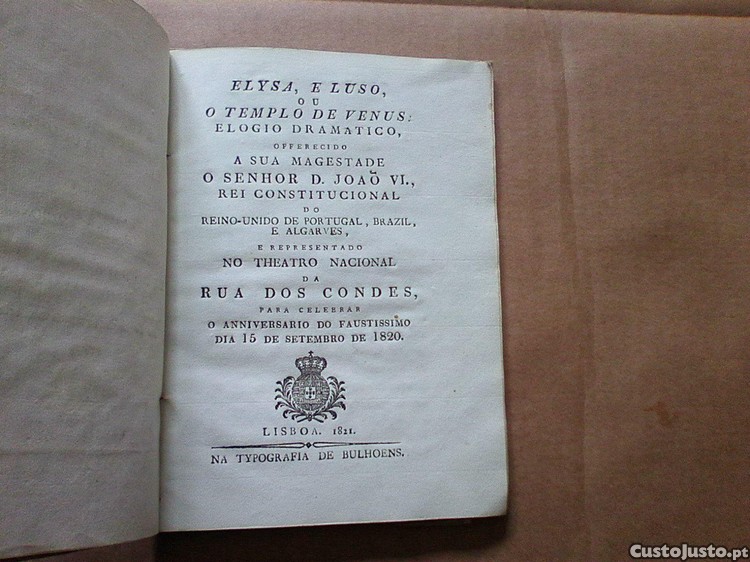 ELYSA, E LUSO,
OU
O TEMPLO DE VENUS:
ELOGIO DRAMATICO,
OFFERECIDO
A SUA MAGESTADE
O SENHOR D. JOAÕ VI.,
REI CONSTITUCIONAL
DO
REINO-UNIDO DE PORTUGAL, BRAZIL,
E ALGARVES,
E REPRESENTADO
NO THEATRO NACIONAL
DA
RUA DOS CONDES,
PARA CELEBRAR
O ANNIVERSARIO DO FAUSTISSIMO
DIA 15 DE SETEMBRO DE 1820.
LISBOA. 1821.
NA TYPOGRAFIA DE BULHOENS.
CustoJusto.pt